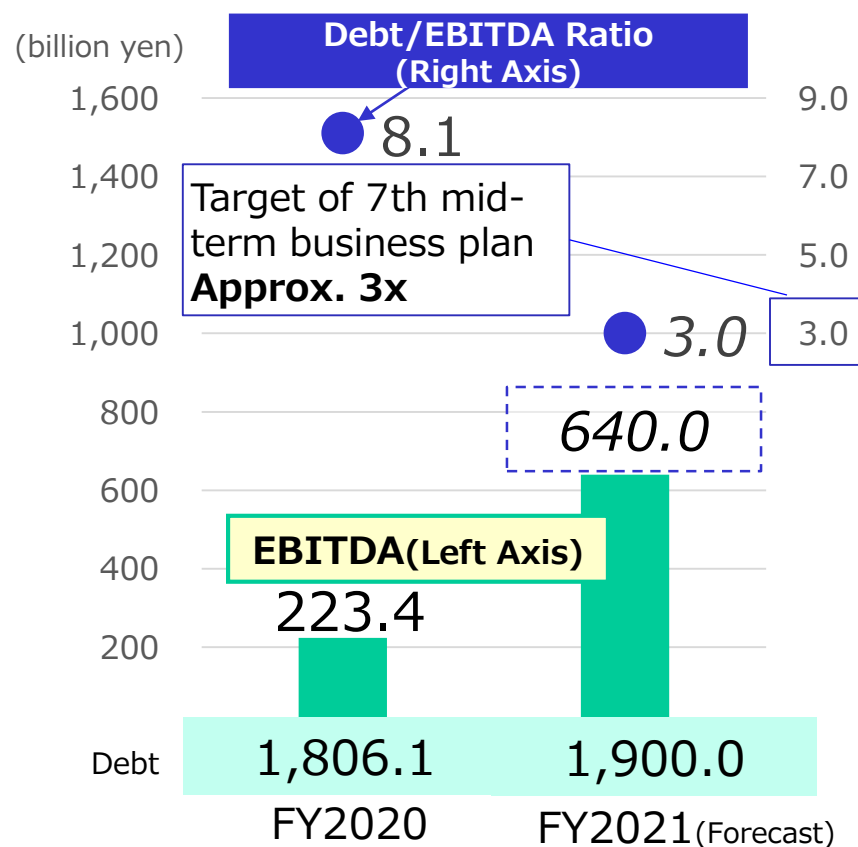 (billion yen)
Debt/EBITDA Ratio
(Right Axis)
1,600
9.0
8.1
1,400
7.0
Target of 7th mid-
term business plan
Approx. 3x
1,200
5.0
1,000
3.0
3.0
800
640.0
600
EBITDA(Left Axis)
400
223.4
200
Debt
1,806.1
1,900.0
FY2020
FY2021(Forecast)